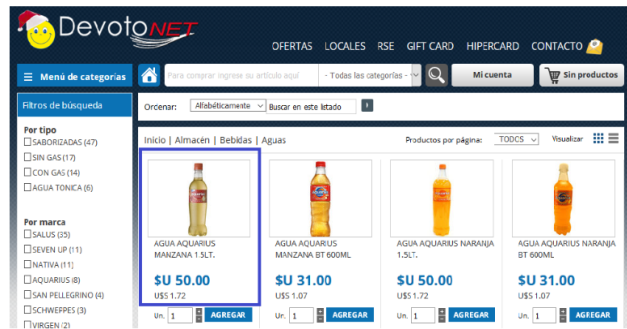 DevotoNET
OFERTAS LOCALES RSE GIFT CARD HIPERCARD CONTACTO
Menú de categorías
Para comprar ingrese su artículo aquí
- Todas las categorías -
Mi cuenta
Sin productos
Filtros de búsqueda
Ordenar: Alfabéticamente
Buscar en este listado
Por tipo
SABORIZADAS (47)
SIN GAS (17)
CON GAS (14)
AGUA TONICA (6)
Por marca
SALUS (35)
SEVEN UP (11)
NATIVA (11)
AQUARIUS (8)
SAN PELLEGRINO (4)
SCHWEPPES (3)
VIRGEN (2)
Inicio | Almacén | Bebidas | Aguas
Productos por página: TODOS
Visualizar
AGUA AQUARIUS
MANZANA 1.5LT.
$U 50.00
U$S 1.72
Un. 1 AGREGAR
AGUA AQUARIUS
MANZANA BT 600ML
$U 31.00
U$S 1.07
Un. 1 AGREGAR
AGUA AQUARIUS NARANJA
1.5LT.
$U 50.00
U$S 1.72
Un. 1 AGREGAR
AGUA AQUARIUS NARANJA
BT 600ML
$U 31.00
U$S 1.07
Un. 1 AGREGAR